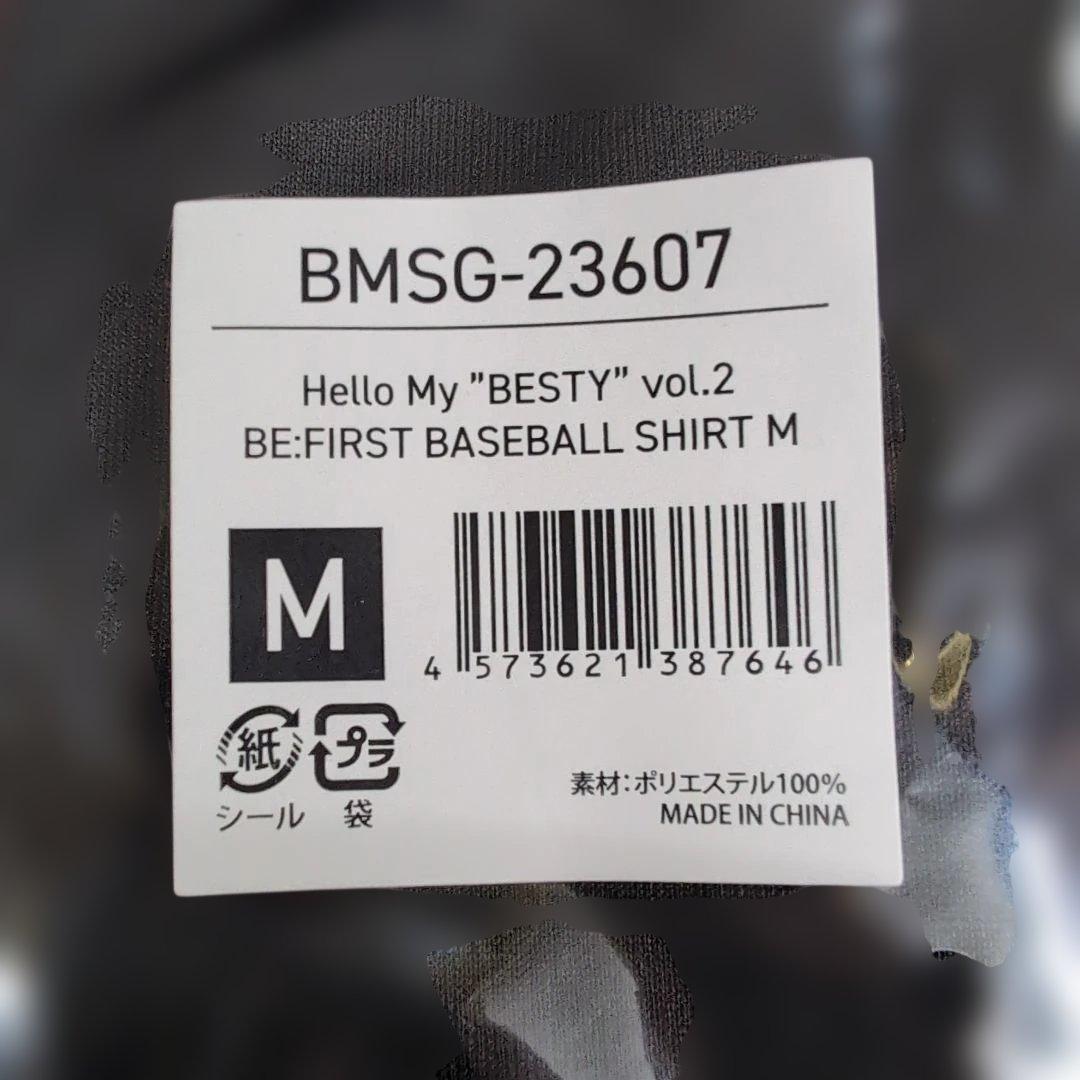 BMSG-23607
Hello My ”BESTY” vol.2
BE:FIRST BASEBALL SHIRT M
M
4 573621 387646
紙 プラ
シール 袋
素材:ポリエステル100%
MADE IN CHINA